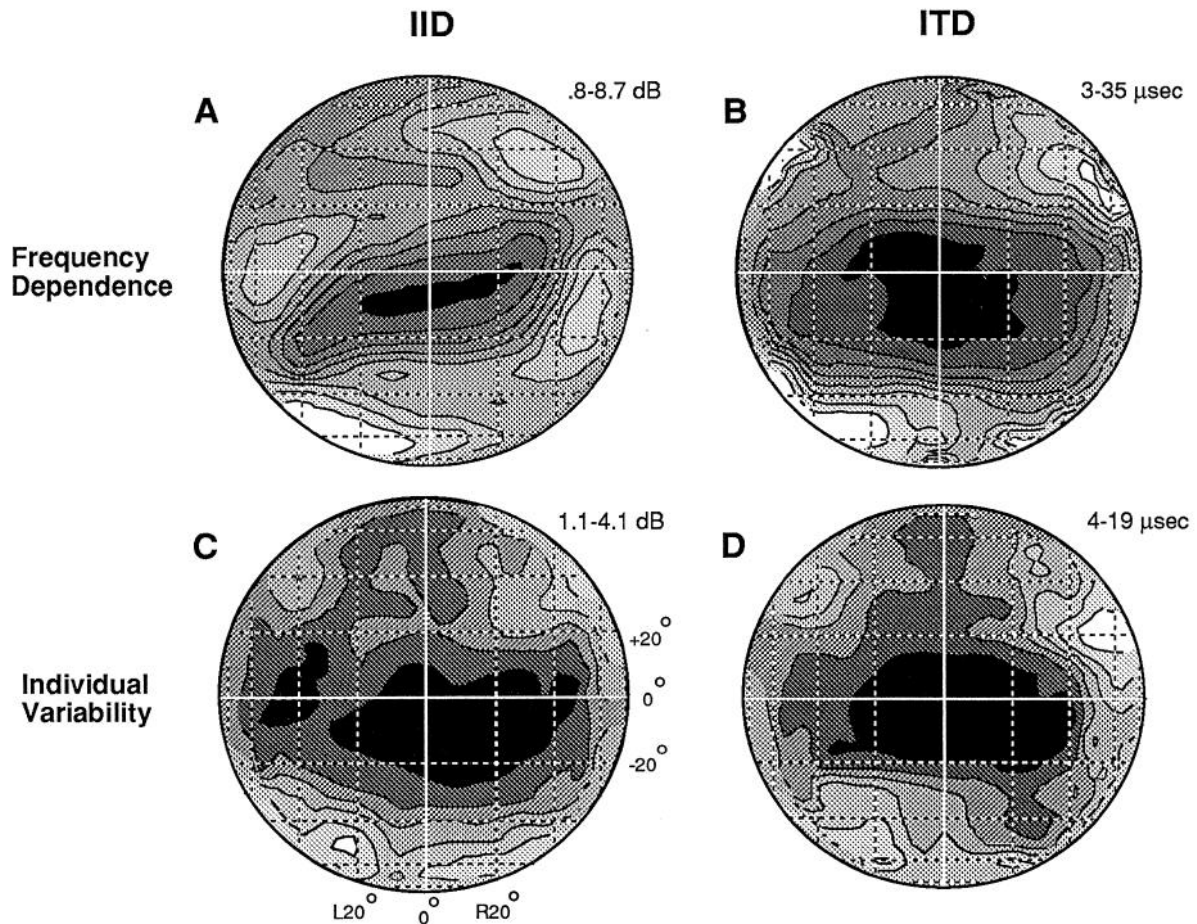 IID
ITD
A
.8-8.7 dB
B
3-35 µsec
Frequency
Dependence
C
1.1-4.1 dB
D
4-19 µsec
+20°
0°
-20°
Individual
Variability
L20°
0°
R20°